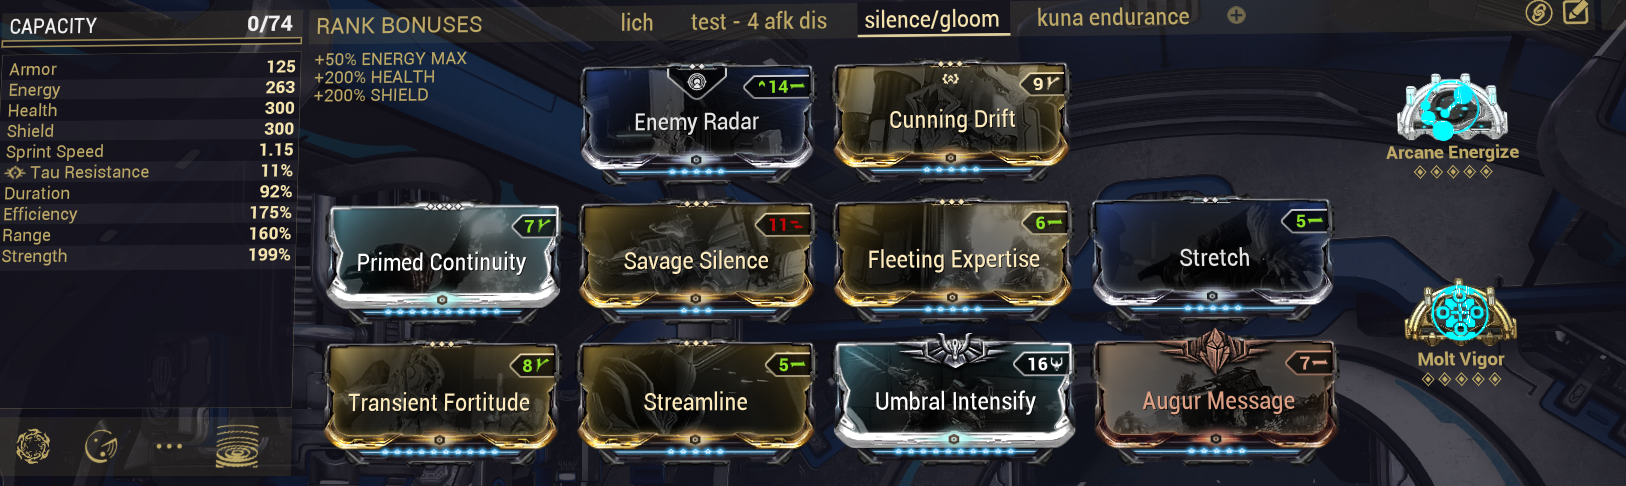 CAPACITY 0/74
Armor 125
Energy 263
Health 300
Shield 300
Sprint Speed 1.15
Tau Resistance 11%
Duration 92%
Efficiency 175%
Range 160%
Strength 199%
RANK BONUSES
+50% ENERGY MAX
+200% HEALTH
+200% SHIELD
lich test - 4 afk dis silence/gloom kuna endurance
14
Enemy Radar
9
Cunning Drift
7
Primed Continuity
11
Savage Silence
6
Fleeting Expertise
5
Stretch
8
Transient Fortitude
5
Streamline
16
Umbral Intensify
7
Augur Message
Arcane Energize
Molt Vigor